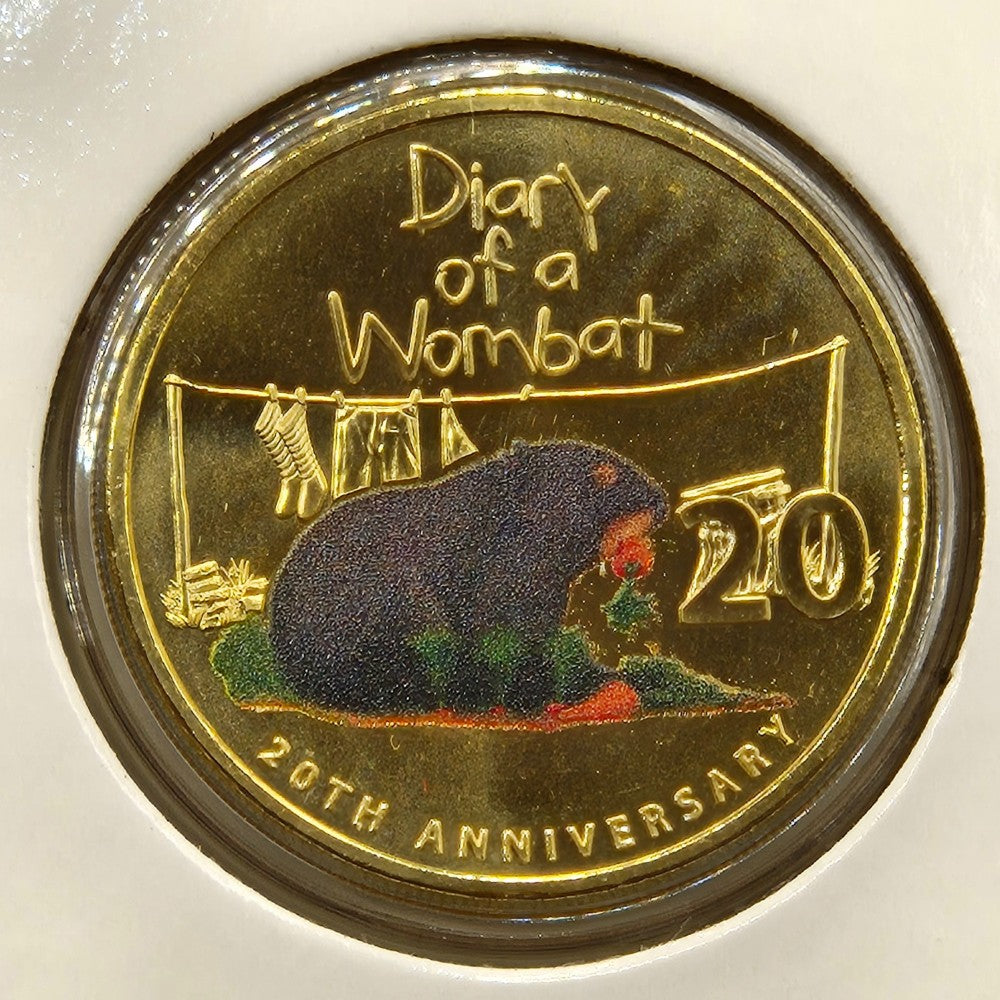 Diary
of a
Wombat
20
20TH ANNIVERSARY